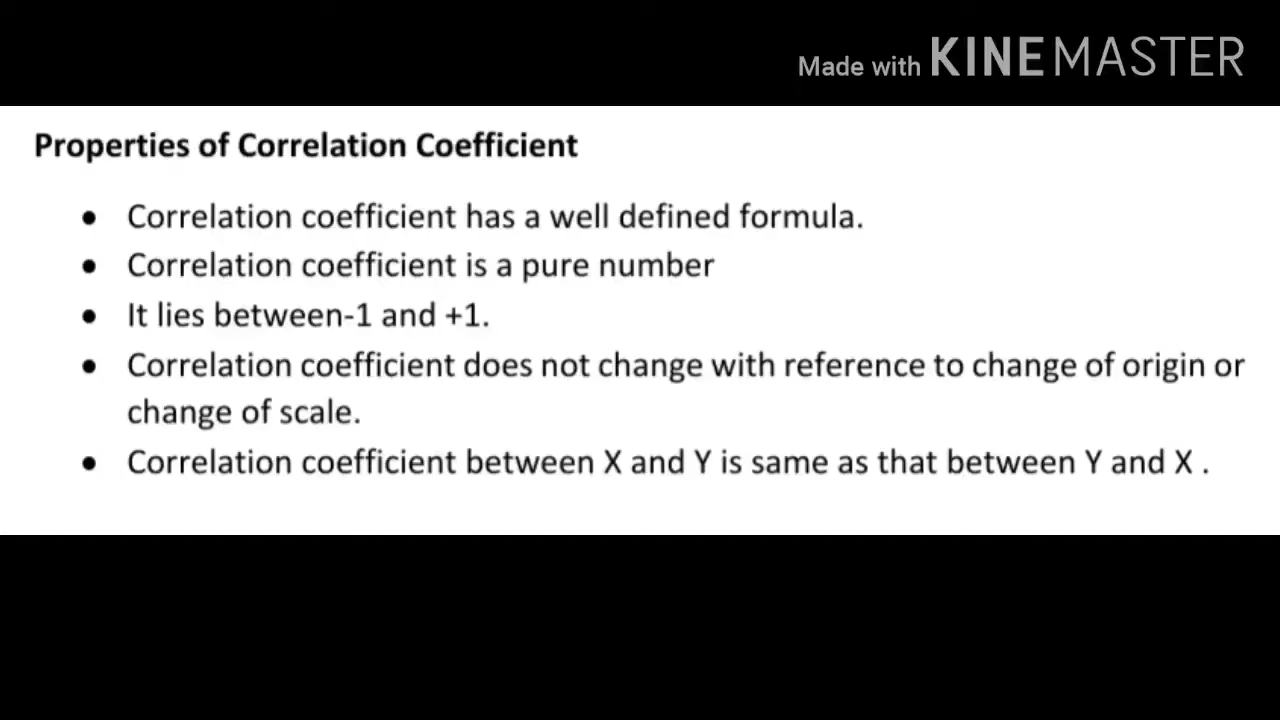 Made with KINEMASTER
Properties of Correlation Coefficient
• Correlation coefficient has a well defined formula.
• Correlation coefficient is a pure number
• It lies between-1 and +1.
• Correlation coefficient does not change with reference to change of origin or
change of scale.
• Correlation coefficient between X and Y is same as that between Y and X .